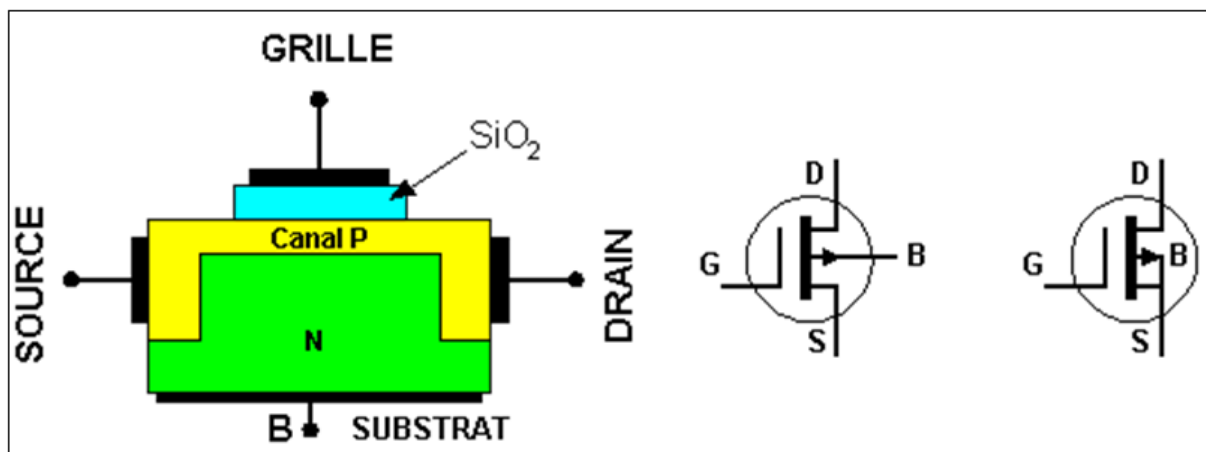 GRILLE
SiO₂
SOURCE
Canal P
DRAIN
N
B SUBSTRAT
D
G
B
S
D
G
B
S